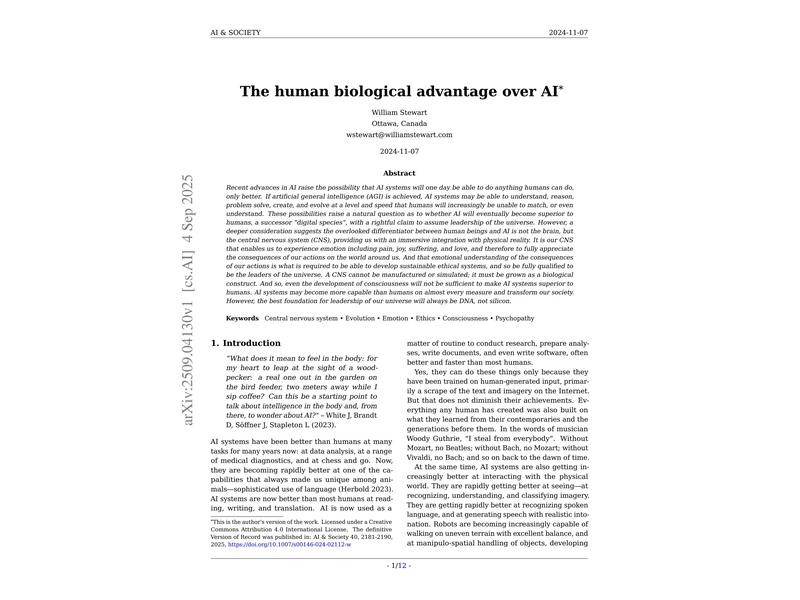 AI & SOCIETY
2024-11-07
The human biological advantage over AI*
William Stewart
Ottawa, Canada
wstewart@williamstewart.com
2024-11-07
Abstract
Recent advances in AI raise the possibility that AI systems will one day be able to do anything humans can do,
only better. If artificial general intelligence (AGI) is achieved, AI systems may be able to understand, reason,
problem solve, create, and evolve at a level and speed that humans will increasingly be unable to match, or even
understand. These possibilities raise a natural question as to whether AI will eventually become superior to
humans, a successor "digital species", with a rightful claim to assume leadership of the universe. However, a
deeper consideration suggests the overlooked differentiator between human beings and AI is not the brain, but
the central nervous system (CNS), providing us with an immersive integration with physical reality. It is our CNS
that enables us to experience emotion including pain, joy, suffering, and love, and therefore to fully appreciate
the consequences of our actions on the world around us. And that emotional understanding of the consequences
of our actions is what is required to be able to develop sustainable ethical systems, and so be fully qualified to
be the leaders of the universe. A CNS cannot be manufactured or simulated; it must be grown as a biological
construct. And so, even the development of consciousness will not be sufficient to make AI systems superior to
humans. AI systems may become more capable than humans on almost every measure and transform our society.
However, the best foundation for leadership of our universe will always be DNA, not silicon.
Keywords Central nervous system • Evolution • Emotion • Ethics • Consciousness • Psychopathy
1. Introduction
"What does it mean to feel in the body: for
my heart to leap at the sight of a wood-
pecker: a real one out in the garden on
the bird feeder, two meters away while I
sip coffee? Can this be a starting point to
talk about intelligence in the body and, from
there, to wonder about AI?" – White J, Brandt
D, Söffner J, Stapleton L (2023).
AI systems have been better than humans at many
tasks for many years now: at data analysis, at a range
of medical diagnostics, and at chess and go. Now,
they are becoming rapidly better at one of the ca-
pabilities that always made us unique among ani-
mals—sophisticated use of language (Herbold 2023).
AI systems are now better than most humans at read-
ing, writing, and translation. AI is now used as a
*This is the author's version of the work. Licensed under a Creative
Commons Attribution 4.0 International License. The definitive
Version of Record was published in: AI & Society 40, 2181-2190,
2025, https://doi.org/10.1007/s00146-024-02112-w
matter of routine to conduct research, prepare analy-
ses, write documents, and even write software, often
better and faster than most humans.
Yes, they can do these things only because they
have been trained on human-generated input, primar-
ily a scrape of the text and imagery on the Internet.
But that does not diminish their achievements. Ev-
erything any human has created was also built on
what they learned from their contemporaries and the
generations before them. In the words of musician
Woody Guthrie, "I steal from everybody". Without
Mozart, no Beatles; without Bach, no Mozart; without
Vivaldi, no Bach; and so on back to the dawn of time.
At the same time, AI systems are also getting in-
creasingly better at interacting with the physical
world. They are rapidly getting better at seeing—at
recognizing, understanding, and classifying imagery.
They are getting rapidly better at recognizing spoken
language, and at generating speech with realistic into-
nation. Robots are becoming increasingly capable of
walking on uneven terrain with excellent balance, and
at manipulo-spatial handling of objects, developing
- 1/12 -
arXiv:2509.04130v1 [cs.AI] 4 Sep 2025